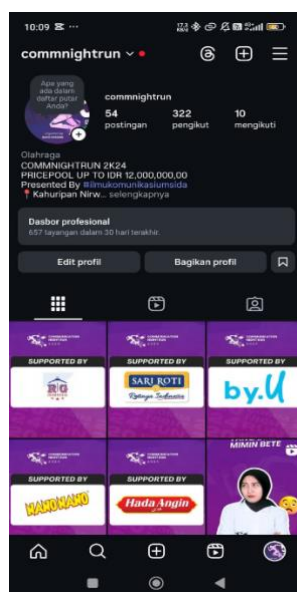 10:09
commnightrun
Apa yang
ada dalam
daftar putar
Anda?
commnightrun
54
postingan
322
pengikut
10
mengikuti
Olahraga
COMMNIGHTRUN 2K24
PRICEPOOL UP TO IDR 12,000,000,00
Presented By #ilmukomunikasiumsida
Kahuripan Nirw... selengkapnya
Dasbor profesional
657 tayangan dalam 30 hari terakhir.
Edit profil
Bagikan profil
SUPPORTED BY
SUPPORTED BY
SUPPORTED BY
RG
SARI ROTI
by.U
SUPPORTED BY
SUPPORTED BY
MIMIN BETE
Hada Angin